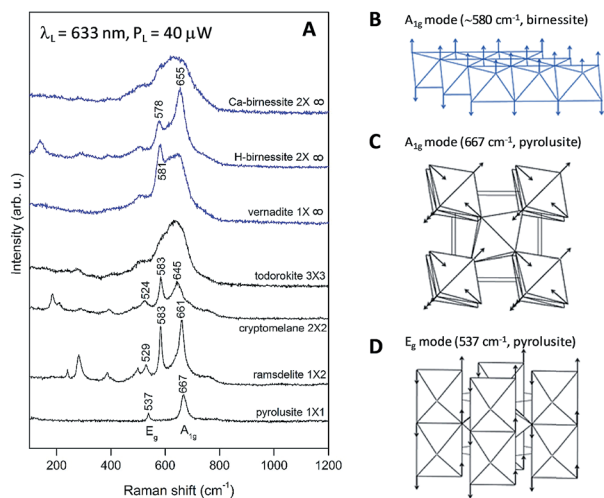 A
λL = 633 nm, PL = 40 μW
655
Ca-birnessite 2X ∞
578
H-birnessite 2X ∞
581
vernadite 1X ∞
todorokite 3X3
583
645
524
cryptomelane 2X2
583
661
529
ramsdelite 1X2
667
537
pyrolusite 1X1
Eg
A1g
Intensity (arb. u.)
200 400 600 800 1000 1200
Raman shift (cm-1)
B
A1g mode (~580 cm-1, birnessite)
C
A1g mode (667 cm-1, pyrolusite)
D
Eg mode (537 cm-1, pyrolusite)